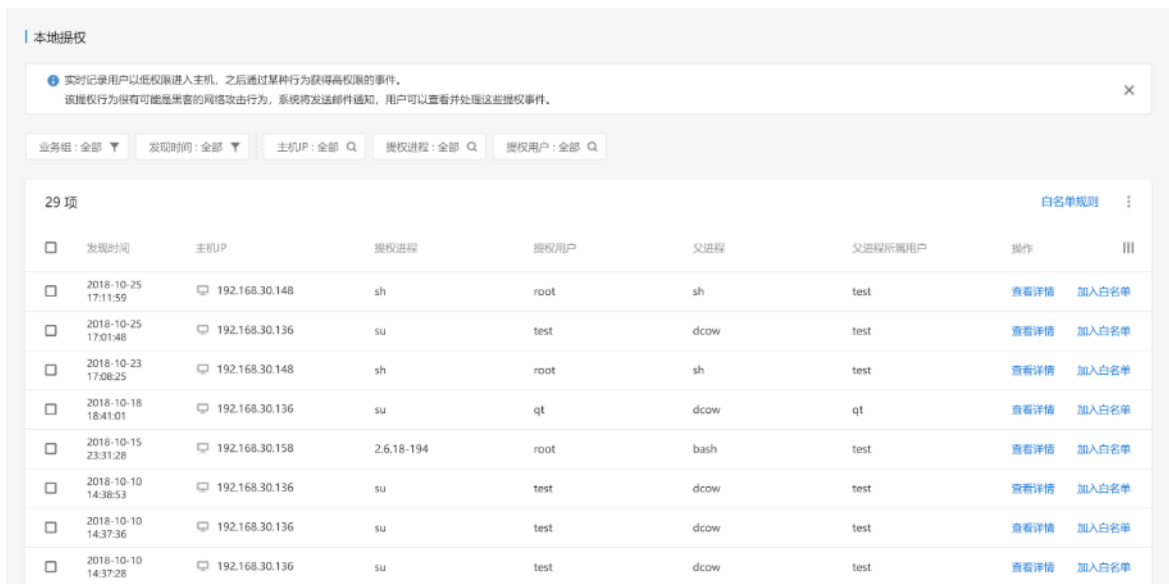 本地提权
实时记录用户以低权限进入主机，之后通过某种行为获得高权限的事件。
该提权行为很有可能是黑客的网络攻击行为，系统将发送邮件通知，用户可以查看并处理这些提权事件。
业务组：全部 发现时间：全部 主机IP：全部 提权进程：全部 提权用户：全部
29 项 白名单规则
发现时间 主机IP 提权进程 提权用户 父进程 父进程所属用户 操作
2018-10-25 17:11:59 192.168.30.148 sh root sh test 查看详情 加入白名单
2018-10-25 17:01:48 192.168.30.136 su test dcow test 查看详情 加入白名单
2018-10-23 17:08:25 192.168.30.148 sh root sh test 查看详情 加入白名单
2018-10-18 18:41:01 192.168.30.136 su qt dcow qt 查看详情 加入白名单
2018-10-15 23:31:28 192.168.30.158 2.6.18-194 root bash test 查看详情 加入白名单
2018-10-10 14:38:53 192.168.30.136 su test dcow test 查看详情 加入白名单
2018-10-10 14:37:36 192.168.30.136 su test dcow test 查看详情 加入白名单
2018-10-10 14:37:28 192.168.30.136 su test dcow test 查看详情 加入白名单